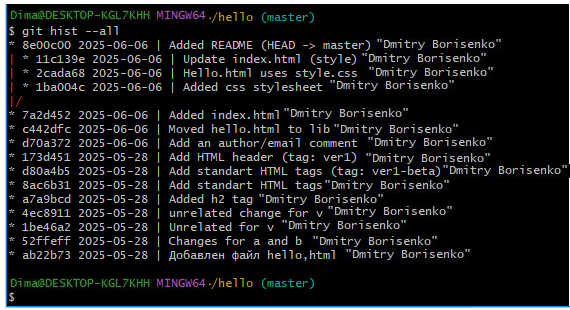 Dima@DESKTOP-KGL7KHH MINGW64 ~/hello (master)
$ git hist --all
* 8e00c00 2025-06-06 | Added README (HEAD -> master) "Dmitry Borisenko"
| * 11c139e 2025-06-06 | Update index.html (style) "Dmitry Borisenko"
| * 2cada68 2025-06-06 | Hello.html uses style.css "Dmitry Borisenko"
| * 1ba004c 2025-06-06 | Added css stylesheet "Dmitry Borisenko"
|/
* 7a2d452 2025-06-06 | Added index.html "Dmitry Borisenko"
* c442dfc 2025-06-06 | Moved hello.html to lib "Dmitry Borisenko"
* d70a372 2025-06-06 | Add an author/email comment "Dmitry Borisenko"
* 173d451 2025-05-28 | Add HTML header (tag: ver1) "Dmitry Borisenko"
* d80a4b5 2025-05-28 | Add standart HTML tags (tag: ver1-beta) "Dmitry Borisenko"
* 8ac6b31 2025-05-28 | Add standart HTML tags "Dmitry Borisenko"
* a7a9bcd 2025-05-28 | Added h2 tag "Dmitry Borisenko"
* 4ec8911 2025-05-28 | unrelated change for v "Dmitry Borisenko"
* 1be46a2 2025-05-28 | Unrelated for v "Dmitry Borisenko"
* 52ffeff 2025-05-28 | Changes for a and b "Dmitry Borisenko"
* ab22b73 2025-05-28 | Добавлен файл hello,html "Dmitry Borisenko"
Dima@DESKTOP-KGL7KHH MINGW64 ~/hello (master)
$